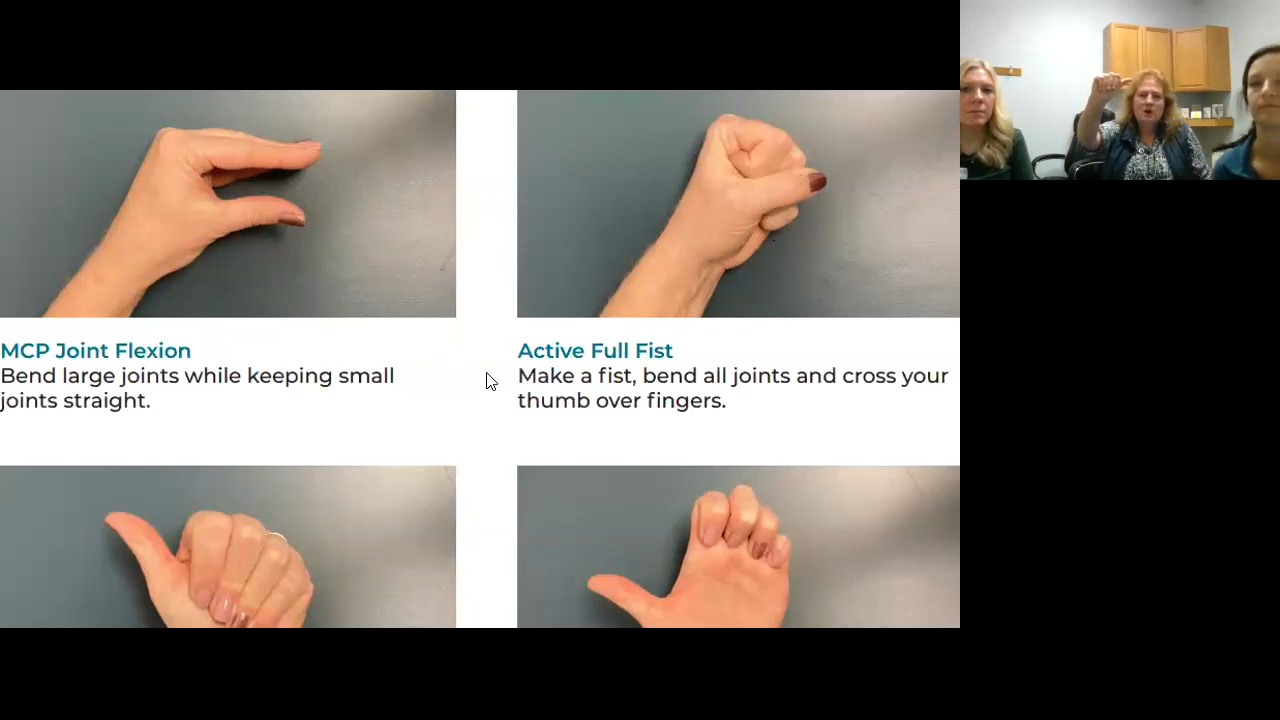 MCP Joint Flexion
Bend large joints while keeping small
joints straight.
Active Full Fist
Make a fist, bend all joints and cross your
thumb over fingers.